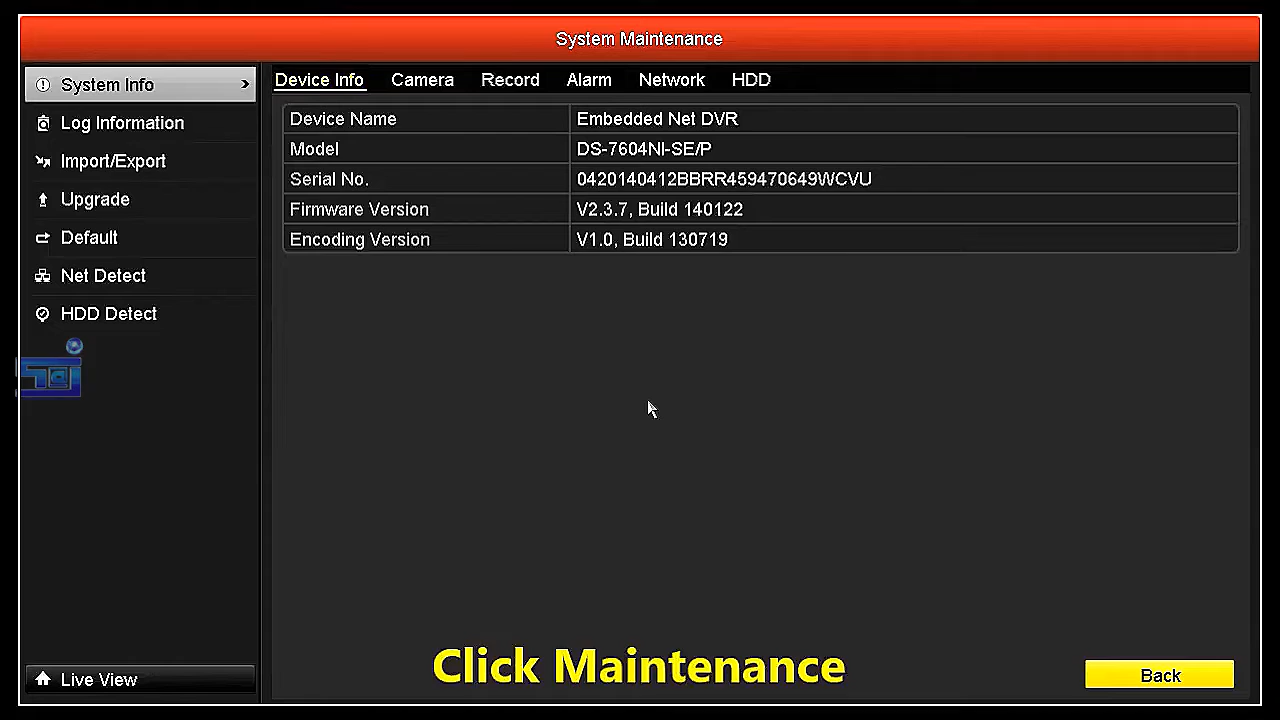 System Maintenance
System Info >
Log Information
Import/Export
Upgrade
Default
Net Detect
HDD Detect
Live View
Device Info Camera Record Alarm Network HDD
Device Name Embedded Net DVR
Model DS-7604NI-SE/P
Serial No. 0420140412BBRR459470649WCVU
Firmware Version V2.3.7, Build 140122
Encoding Version V1.0, Build 130719
Click Maintenance
Back